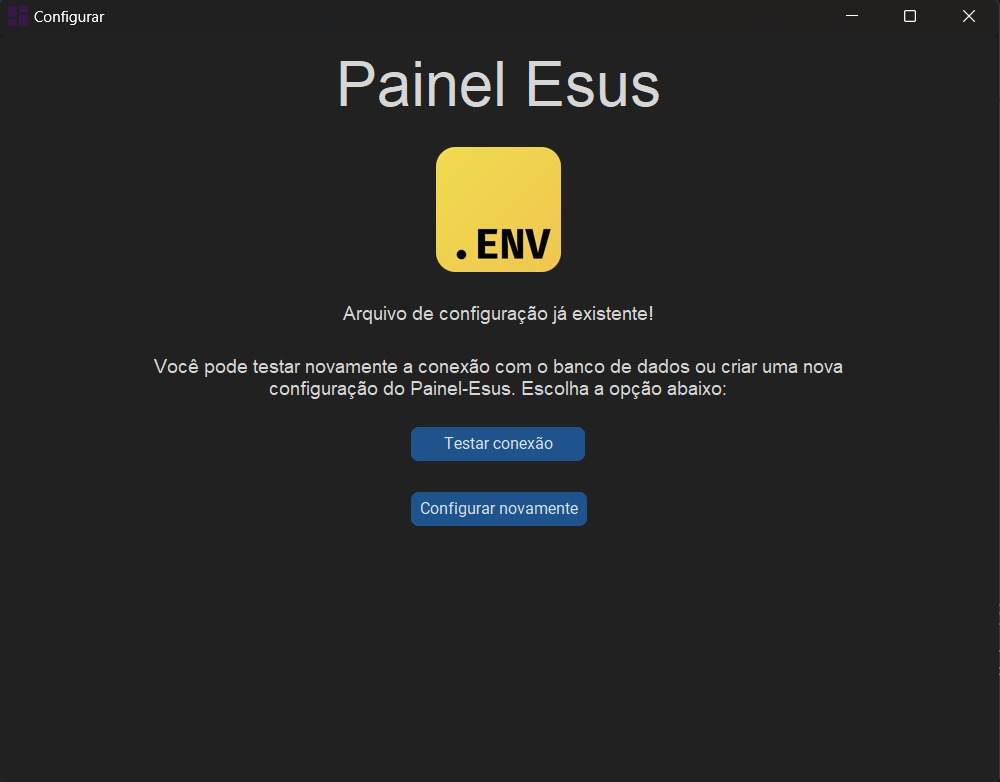 Configurar
Painel Esus
.ENV
Arquivo de configuração já existente!
Você pode testar novamente a conexão com o banco de dados ou criar uma nova
configuração do Painel-Esus. Escolha a opção abaixo:
Testar conexão
Configurar novamente